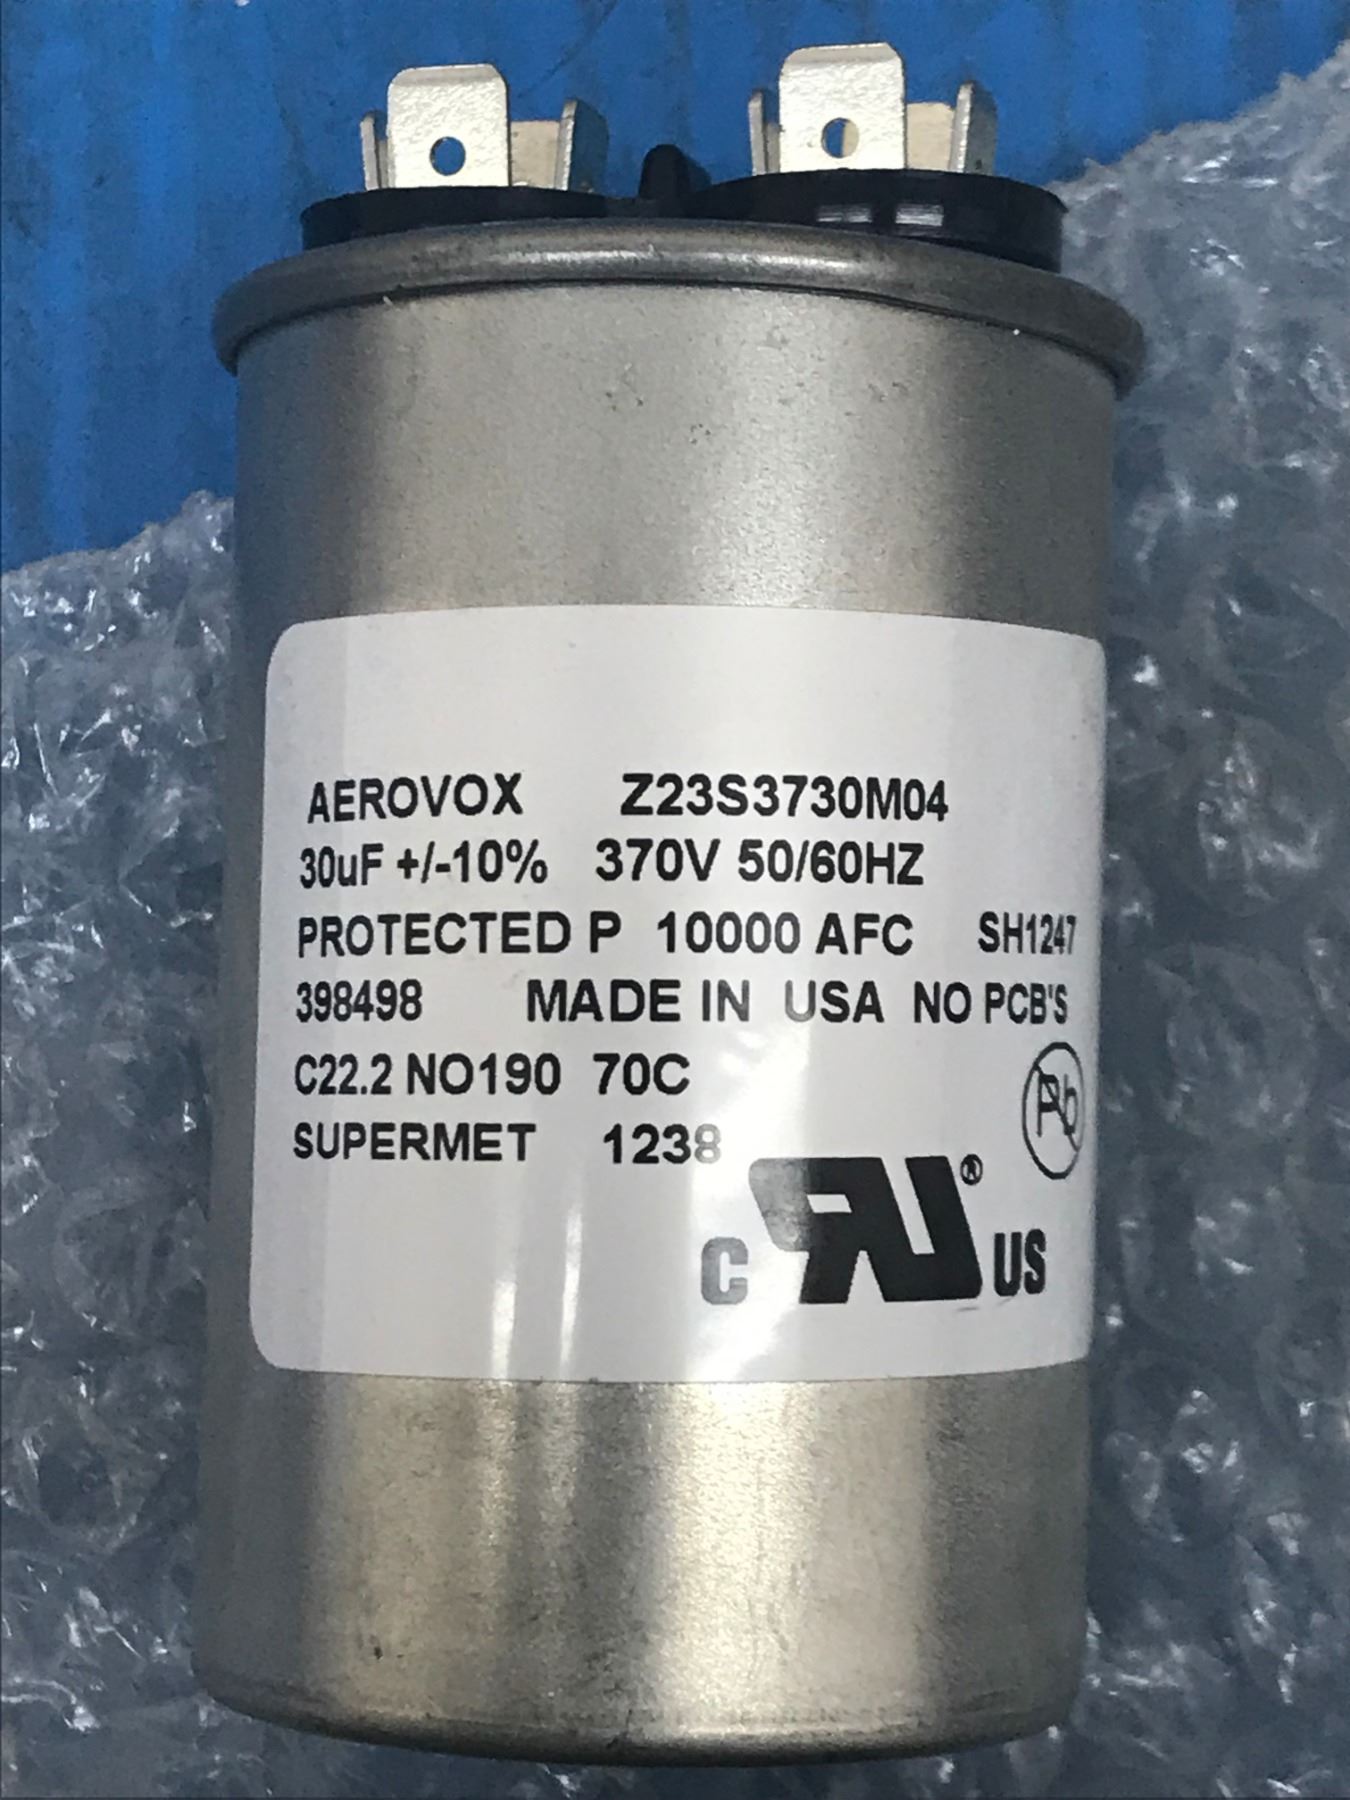 AEROVOX Z23S3730M04
30uF +/-10% 370V 50/60HZ
PROTECTED P 10000 AFC SH1247
398498 MADE IN USA NO PCB'S
C22.2 NO190 70C
Pb
SUPERMET 1238
C RU® US